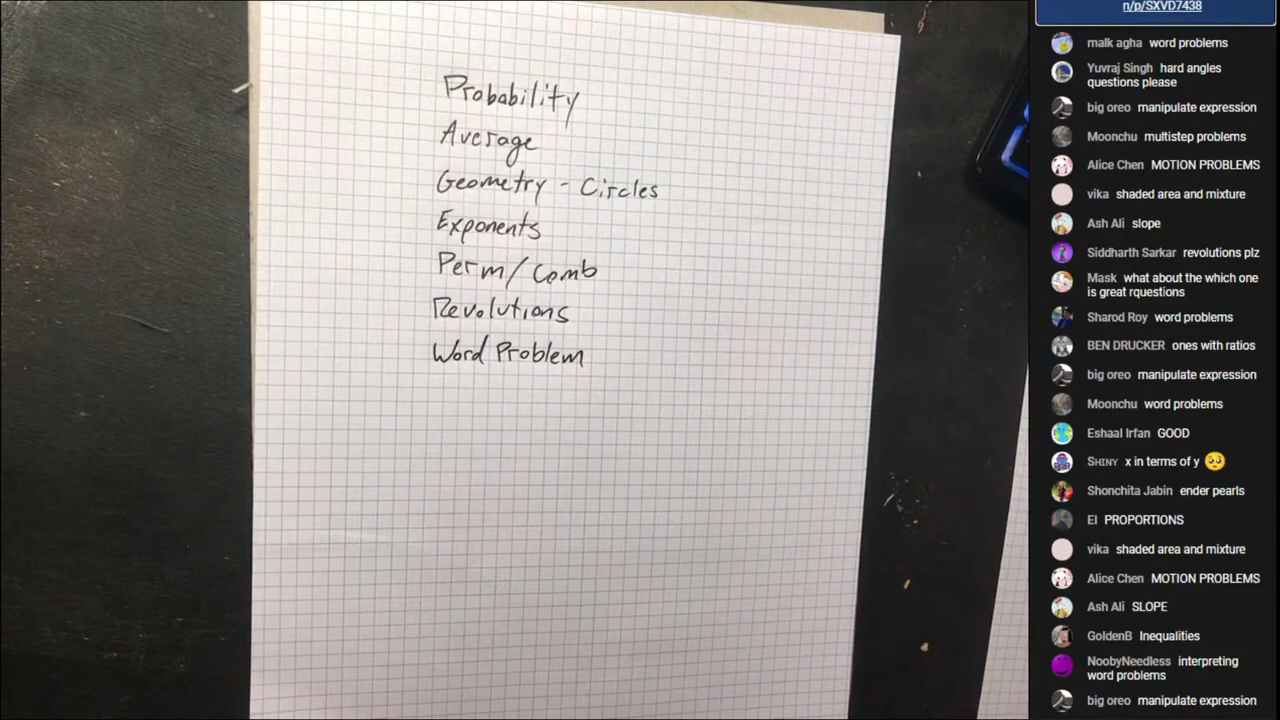 Probability
Average
Geometry - Circles
Exponents
Perm/Comb
Revolutions
Word Problem
n/p/SXVD7438
malk agha word problems
Yuvraj Singh hard angles
questions please
big oreo manipulate expression
Moonchu multistep problems
Alice Chen MOTION PROBLEMS
vika shaded area and mixture
Ash Ali slope
Siddharth Sarkar revolutions plz
Mask what about the which one
is great rquestions
Sharod Roy word problems
BEN DRUCKER ones with ratios
big oreo manipulate expression
Moonchu word problems
Eshaal Irfan GOOD
SHINY x in terms of y 🥺
Shonchita Jabin ender pearls
EI PROPORTIONS
vika shaded area and mixture
Alice Chen MOTION PROBLEMS
Ash Ali SLOPE
GoldenB Inequalities
NoobyNeedless interpreting
word problems
big oreo manipulate expression